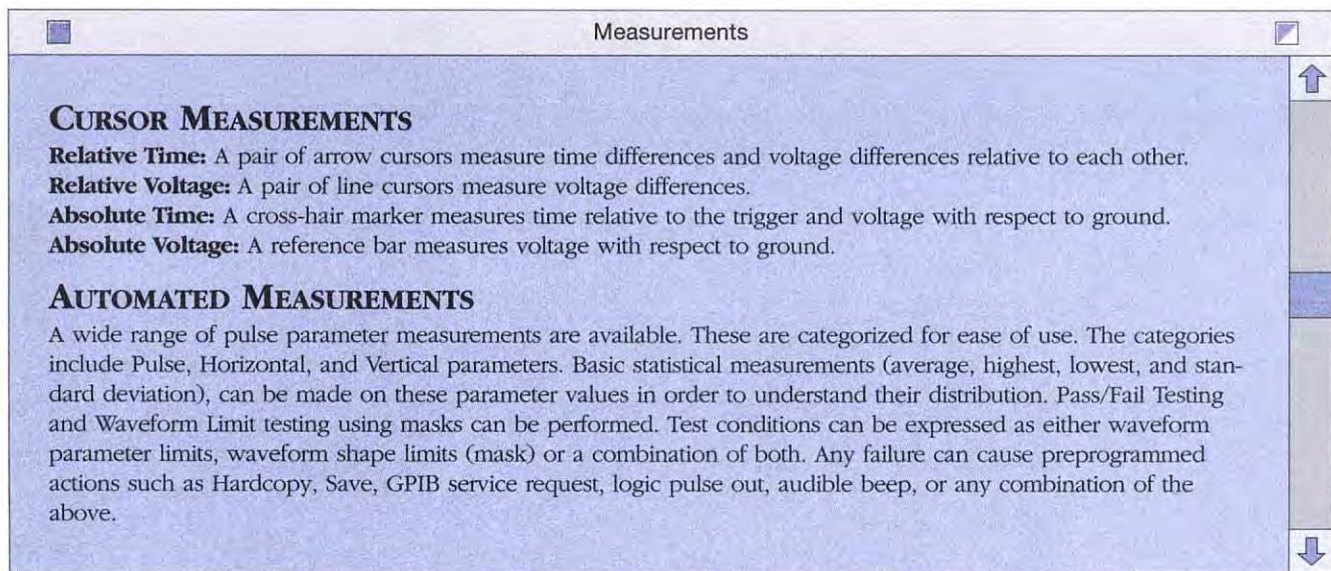 Measurements
CURSOR MEASUREMENTS
Relative Time: A pair of arrow cursors measure time differences and voltage differences relative to each other.
Relative Voltage: A pair of line cursors measure voltage differences.
Absolute Time: A cross-hair marker measures time relative to the trigger and voltage with respect to ground.
Absolute Voltage: A reference bar measures voltage with respect to ground.
AUTOMATED MEASUREMENTS
A wide range of pulse parameter measurements are available. These are categorized for ease of use. The categories
include Pulse, Horizontal, and Vertical parameters. Basic statistical measurements (average, highest, lowest, and stan-
dard deviation), can be made on these parameter values in order to understand their distribution. Pass/Fail Testing
and Waveform Limit testing using masks can be performed. Test conditions can be expressed as either waveform
parameter limits, waveform shape limits (mask) or a combination of both. Any failure can cause preprogrammed
actions such as Hardcopy, Save, GPIB service request, logic pulse out, audible beep, or any combination of the
above.